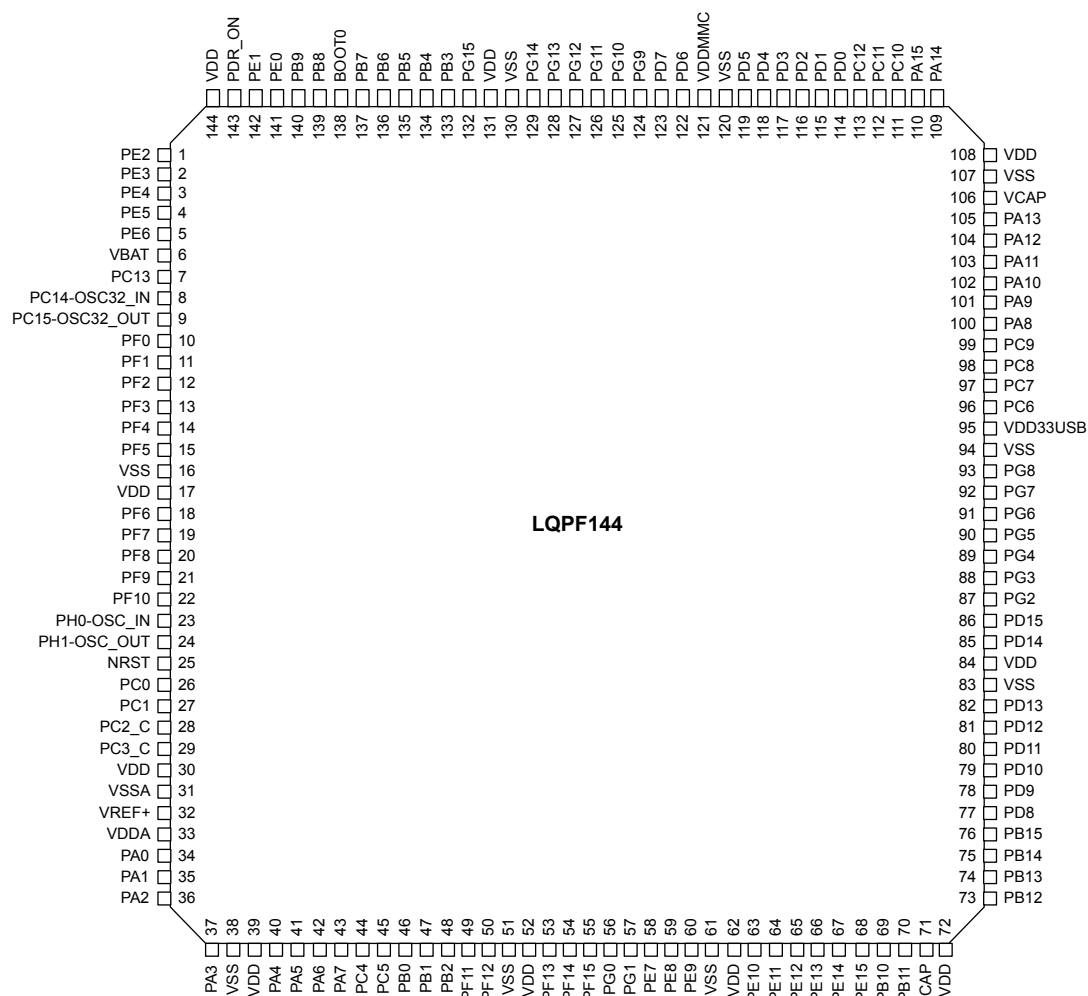 VDD
PDR_ON
PE1
PE0
PB9
PB8
BOOT0
PB7
PB6
PB5
PB4
PB3
PG15
VDD
VSS
PG14
PG13
PG12
PG11
PG10
PG9
PD7
PD6
VDDMMC
VSS
PD5
PD4
PD3
PD2
PD1
PD0
PC12
PC11
PC10
PA15
PA14
144
143
142
141
140
139
138
137
136
135
134
133
132
131
130
129
128
127
126
125
124
123
122
121
120
119
118
117
116
115
114
113
112
111
110
109
PE2 1
PE3 2
PE4 3
PE5 4
PE6 5
VBAT 6
PC13 7
PC14-OSC32_IN 8
PC15-OSC32_OUT 9
PF0 10
PF1 11
PF2 12
PF3 13
PF4 14
PF5 15
VSS 16
VDD 17
PF6 18
PF7 19
PF8 20
PF9 21
PF10 22
PH0-OSC_IN 23
PH1-OSC_OUT 24
NRST 25
PC0 26
PC1 27
PC2_C 28
PC3_C 29
VDD 30
VSSA 31
VREF+ 32
VDDA 33
PA0 34
PA1 35
PA2 36
LQPF144
108 VDD
107 VSS
106 VCAP
105 PA13
104 PA12
103 PA11
102 PA10
101 PA9
100 PA8
99 PC9
98 PC8
97 PC7
96 PC6
95 VDD33USB
94 VSS
93 PG8
92 PG7
91 PG6
90 PG5
89 PG4
88 PG3
87 PG2
86 PD15
85 PD14
84 VDD
83 VSS
82 PD13
81 PD12
80 PD11
79 PD10
78 PD9
77 PD8
76 PB15
75 PB14
74 PB13
73 PB12
37
38
39
40
41
42
43
44
45
46
47
48
49
50
51
52
53
54
55
56
57
58
59
60
61
62
63
64
65
66
67
68
69
70
71
72
PA3
VSS
VDD
PA4
PA5
PA6
PA7
PC4
PC5
PB0
PB1
PB2
PF11
PF12
VSS
VDD
PF13
PF14
PF15
PG0
PG1
PE7
PE8
PE9
VSS
VDD
PE10
PE11
PE12
PE13
PE14
PE15
PB10
PB11
CAP
VDD